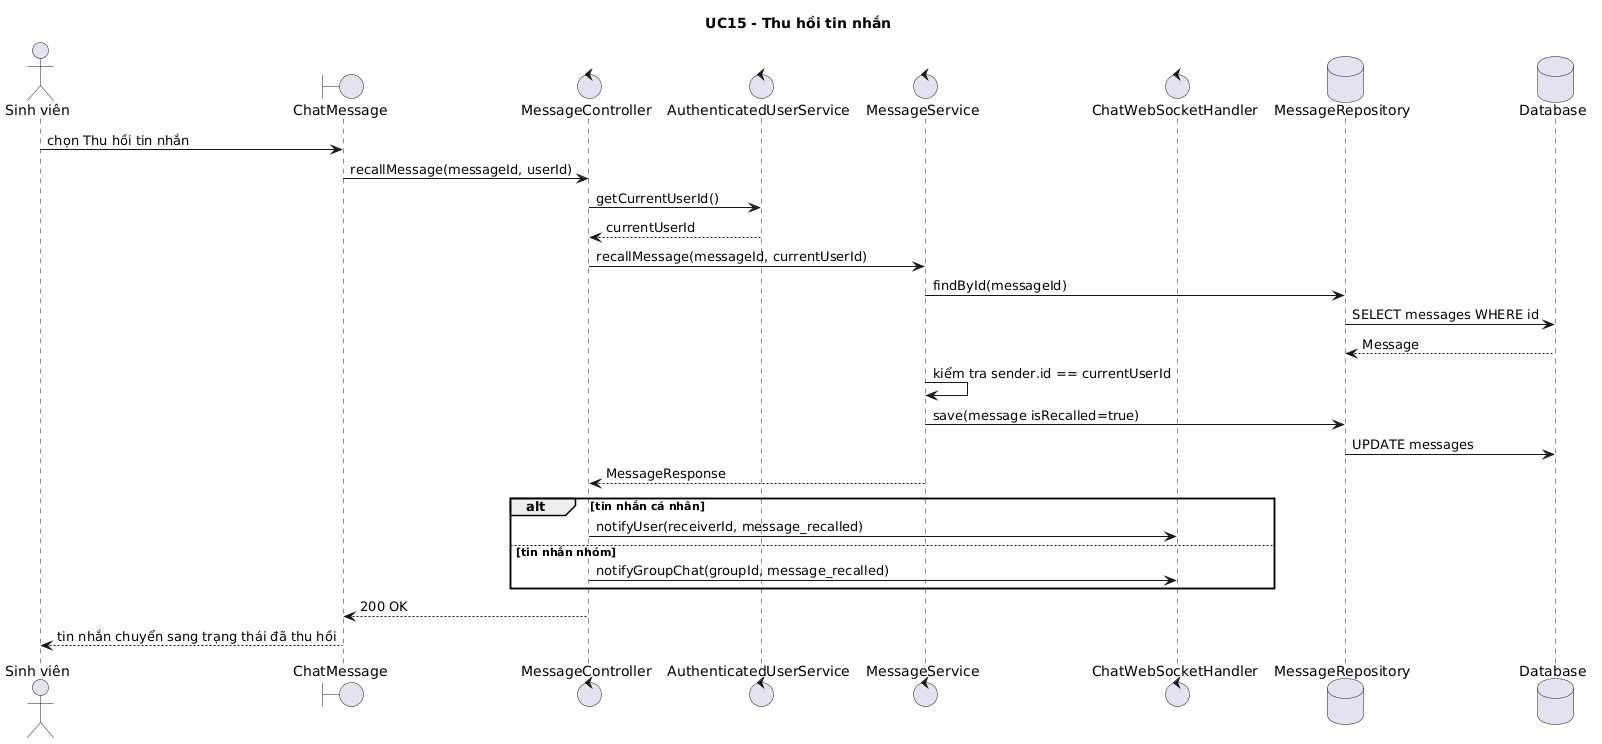 UC15 - Thu hồi tin nhắn
Sinh viên ChatMessage MessageController AuthenticatedUserService MessageService ChatWebSocketHandler MessageRepository Database
chọn Thu hồi tin nhắn
recallMessage(messageId, userId)
getCurrentUserId()
currentUserId
recallMessage(messageId, currentUserId)
findById(messageId)
SELECT messages WHERE id
Message
kiểm tra sender.id == currentUserId
save(message isRecalled=true)
UPDATE messages
MessageResponse
alt [tin nhắn cá nhân]
notifyUser(receiverId, message_recalled)
[tin nhắn nhóm]
notifyGroupChat(groupId, message_recalled)
200 OK
tin nhắn chuyển sang trạng thái đã thu hồi
Sinh viên ChatMessage MessageController AuthenticatedUserService MessageService ChatWebSocketHandler MessageRepository Database